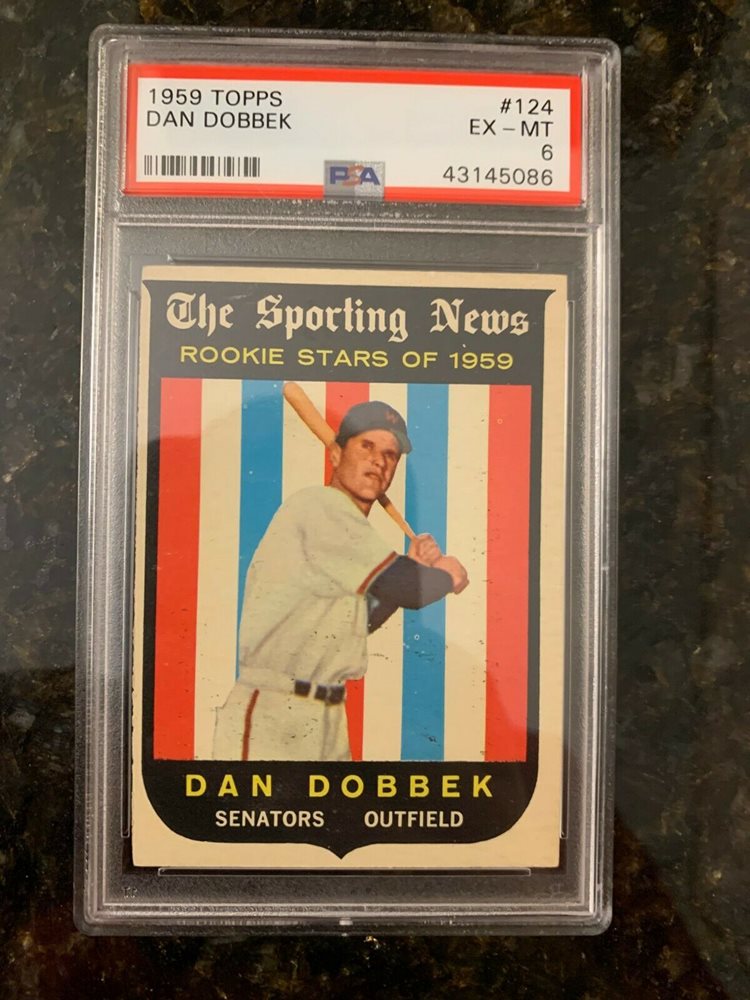 1959 TOPPS #124
DAN DOBBEK EX - MT
6
PSA 43145086
The Sporting News
ROOKIE STARS OF 1959
W
DAN DOBBEK
SENATORS OUTFIELD